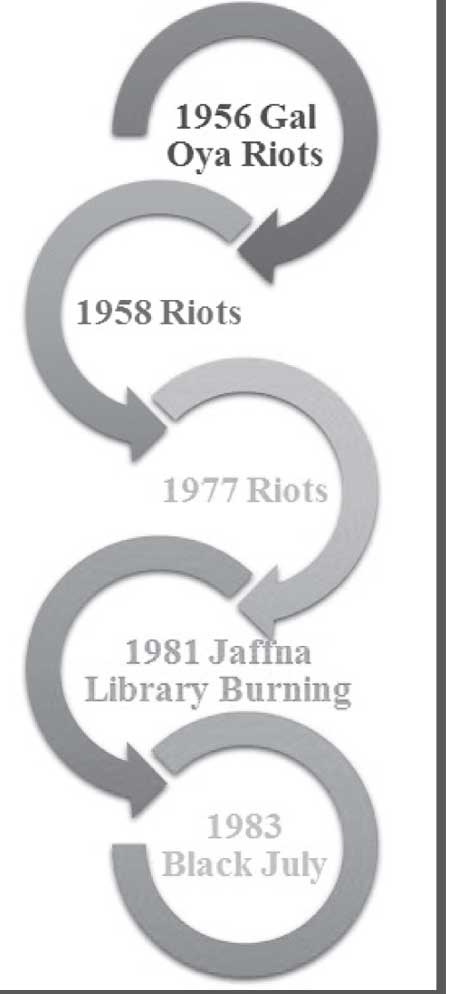 1956 Gal
Oya Riots
1958 Riots
1977 Riots
1981 Jaffna
Library Burning
1983
Black July